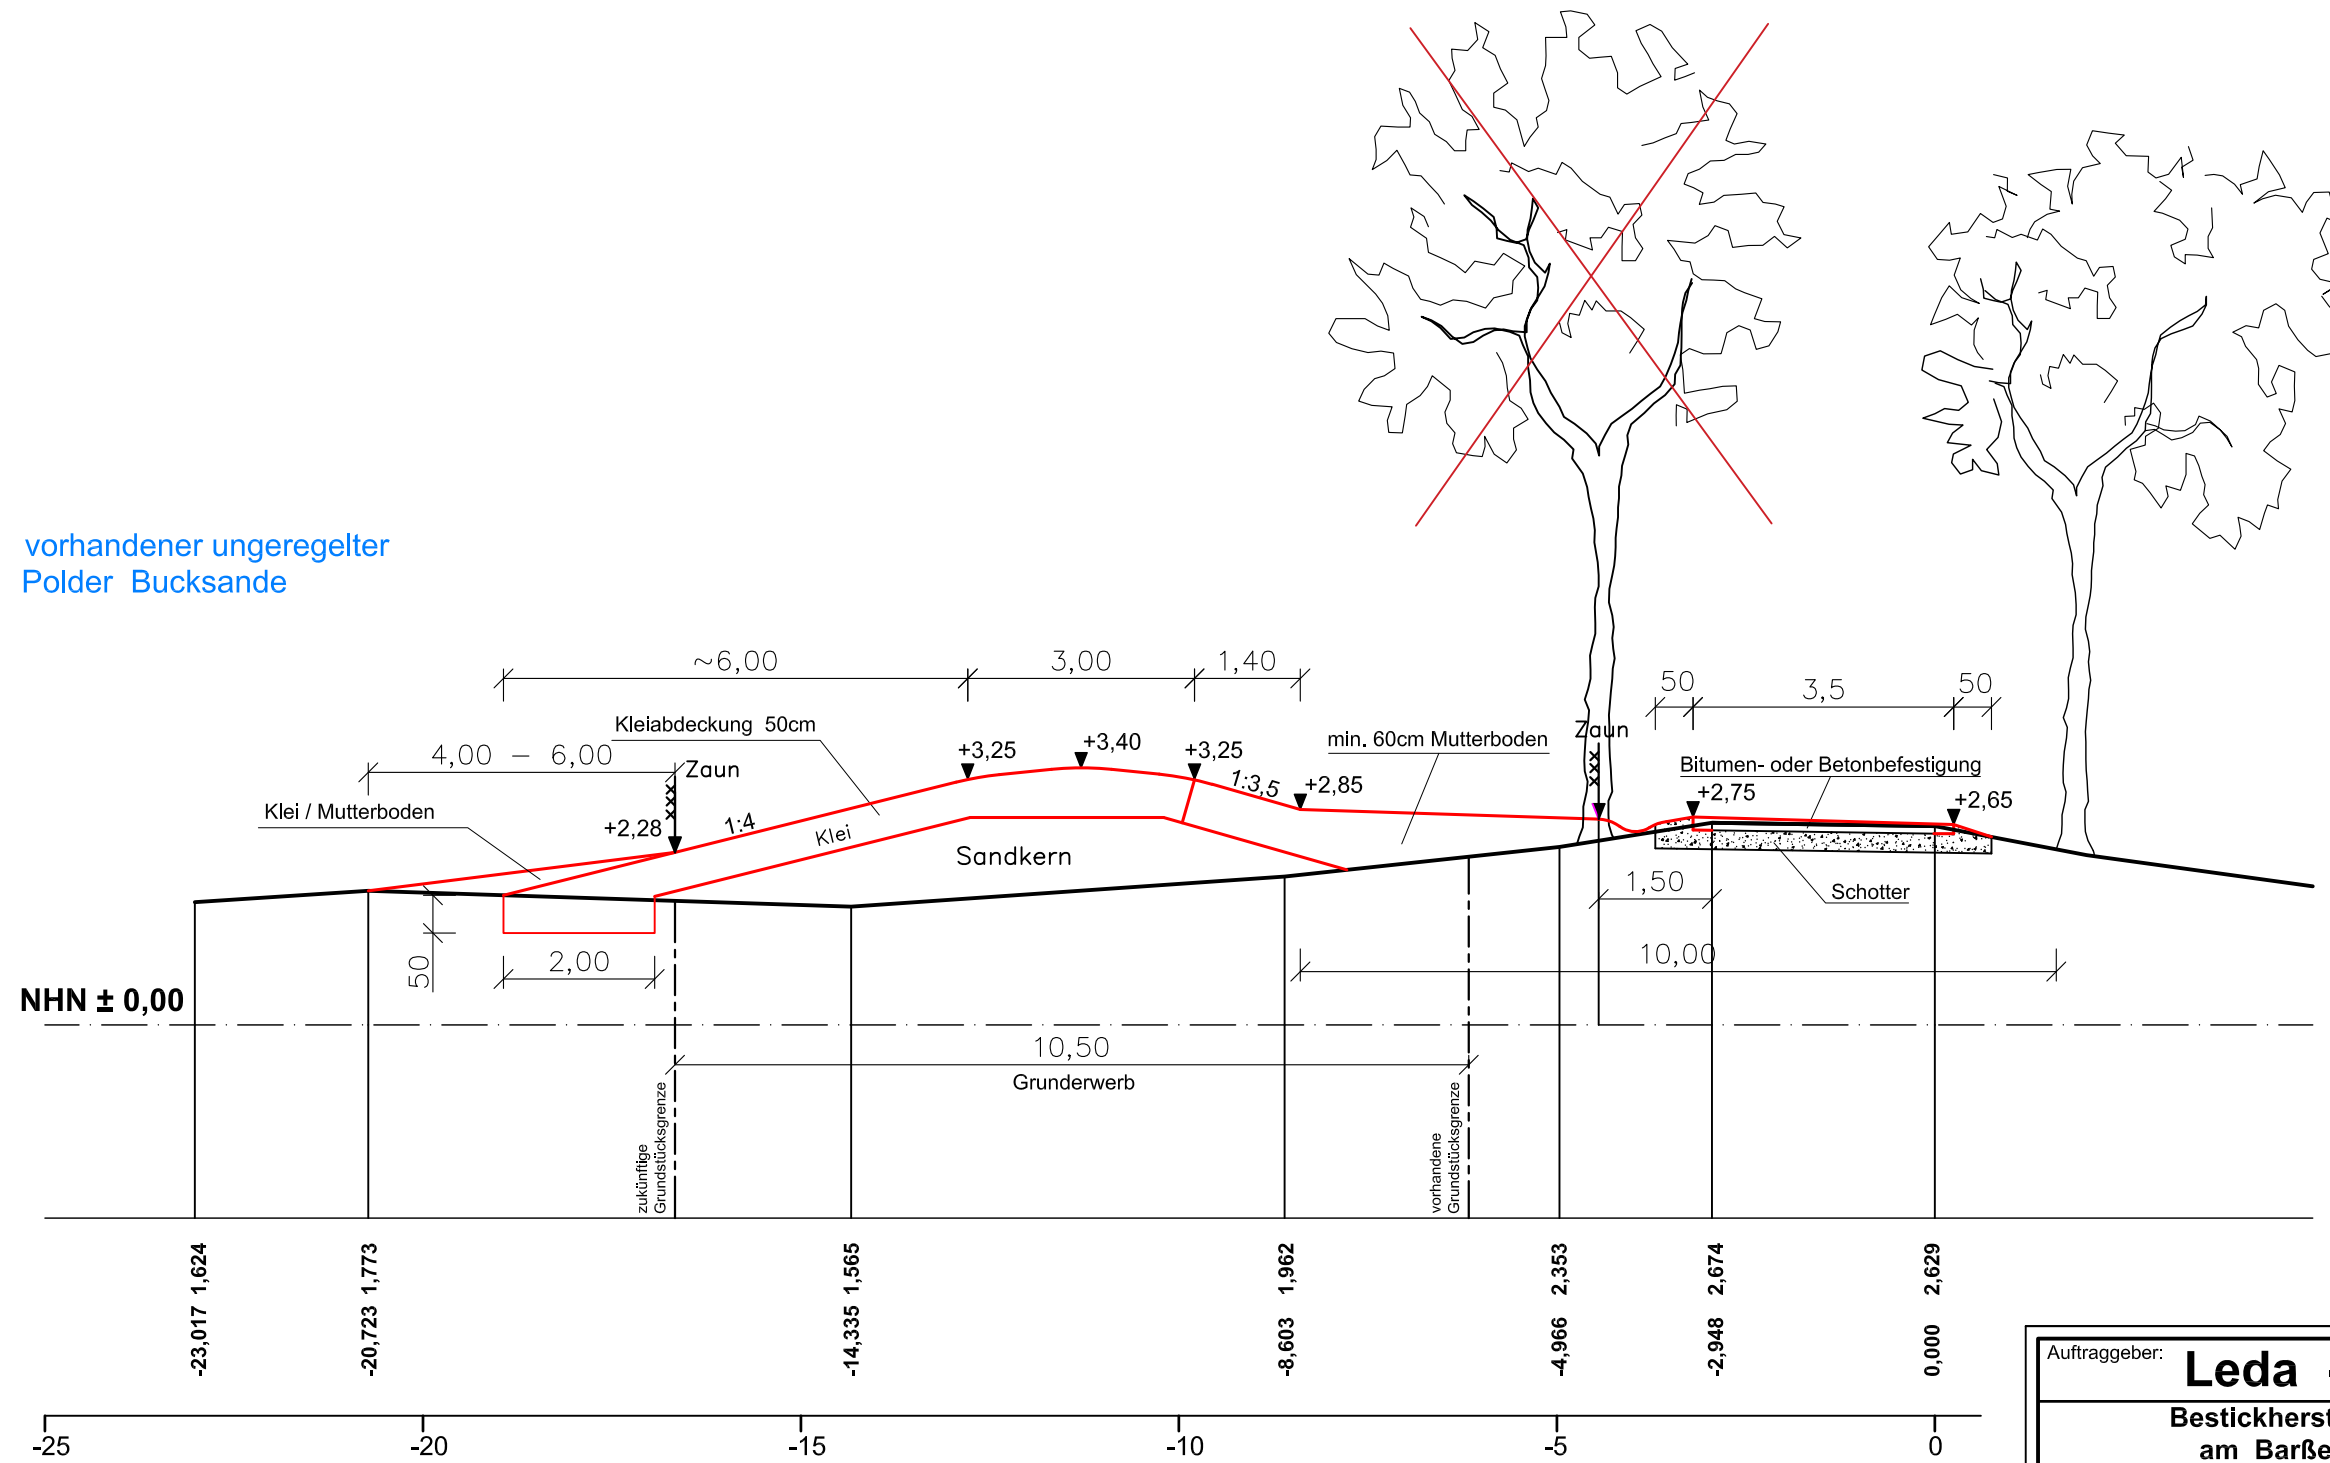 vorhandener ungeregelter
Polder Bucksande
~6,00
3,00
1,40
50
3,5
50
4,00 – 6,00
Kleiabdeckung 50cm
Zaun
Klei / Mutterboden
+2,28
1:4
Klei
+3,25
+3,40
+3,25
1:3,5
+2,85
min. 60cm Mutterboden
Zaun
Bitumen- oder Betonbefestigung
+2,75
+2,65
Sandkern
1,50
Schotter
50
2,00
10,00
NHN ± 0,00
10,50
Grunderwerb
zukünftige
Grundstücksgrenze
vorhandene
Grundstücksgrenze
-23,017 1,624
-20,723 1,773
-14,335 1,565
-8,603 1,962
-4,966 2,353
-2,948 2,674
0,000 2,629
-25
-20
-15
-10
-5
0
Auftraggeber:
Leda
Bestickherst
am Barße